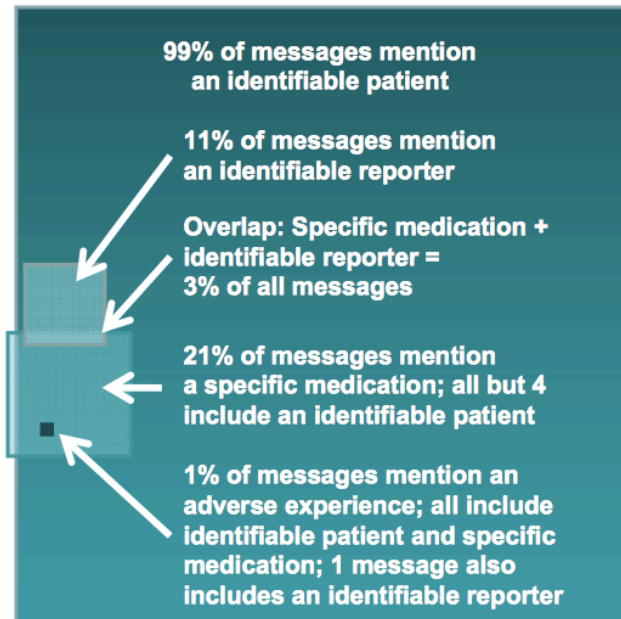 99% of messages mention
an identifiable patient
11% of messages mention
an identifiable reporter
Overlap: Specific medication +
identifiable reporter =
3% of all messages
21% of messages mention
a specific medication; all but 4
include an identifiable patient
1% of messages mention an
adverse experience; all include
identifiable patient and specific
medication; 1 message also
includes an identifiable reporter